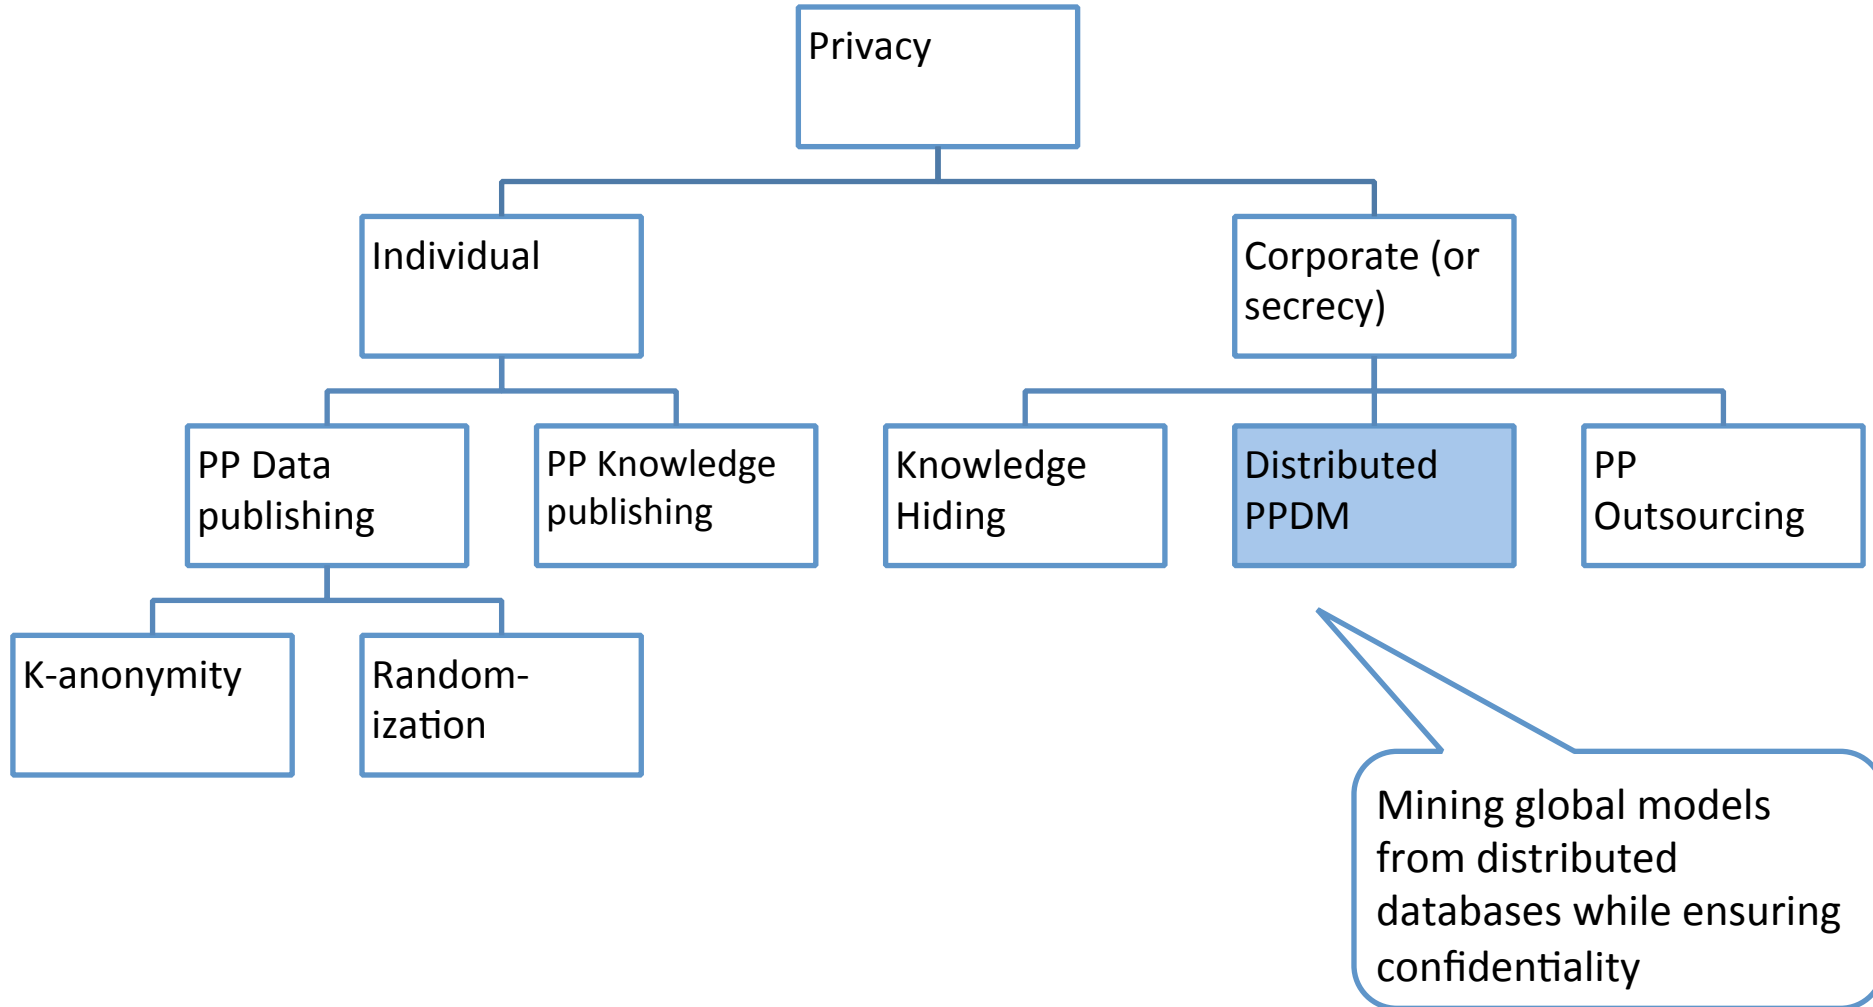 Privacy
Individual
Corporate (or
secrecy)
PP Data
publishing
PP Knowledge
publishing
Knowledge
Hiding
Distributed
PPDM
PP
Outsourcing
K-anonymity
Random-
ization
Mining global models
from distributed
databases while ensuring
confidentiality